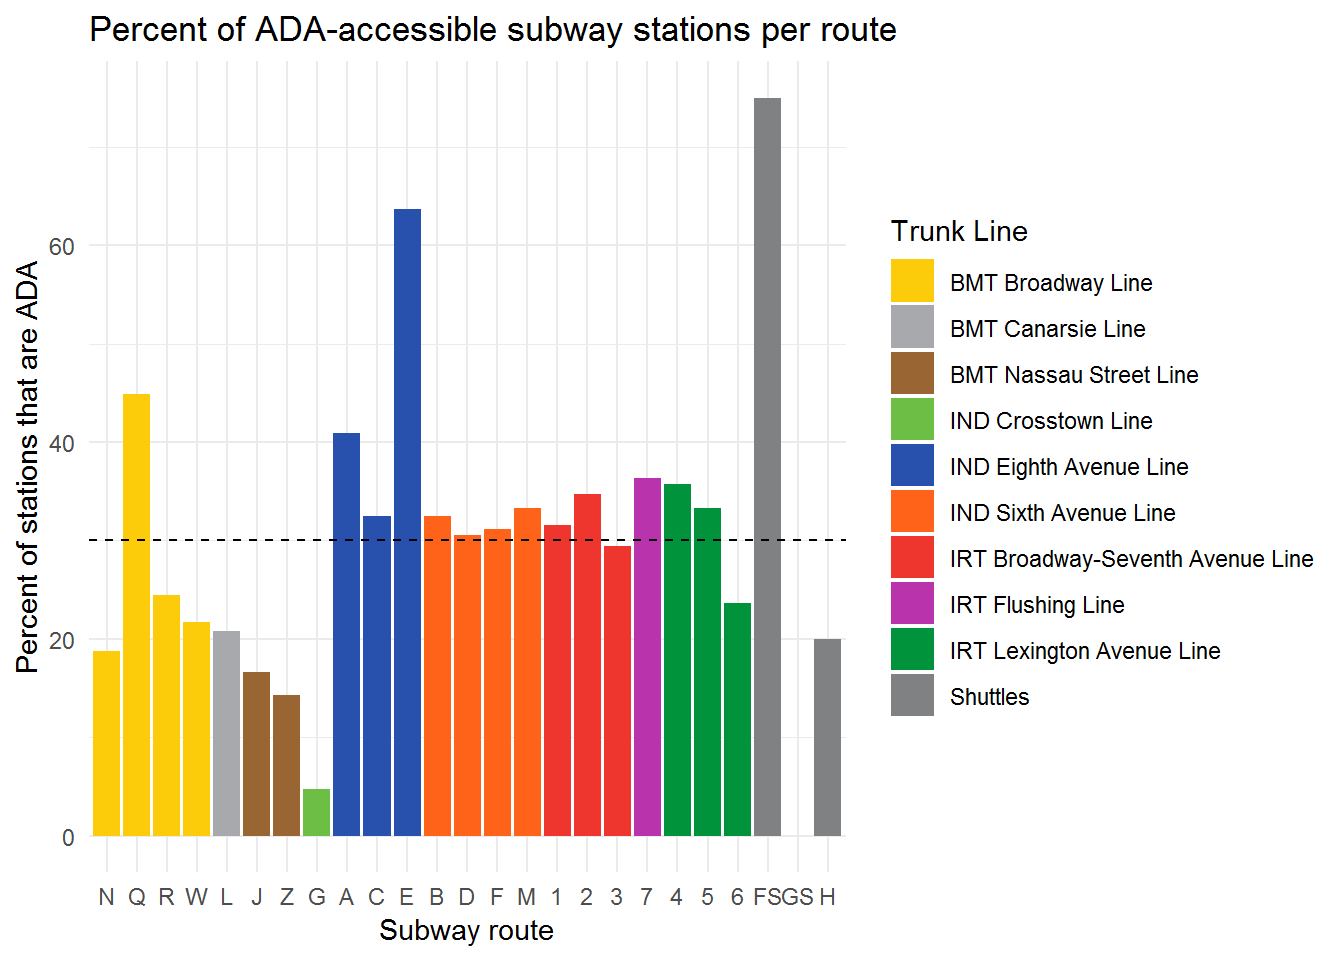 Percent of ADA-accessible subway stations per route
Percent of stations that are ADA
60
40
20
0
N Q R W L J Z G A C E B D F M 1 2 3 7 4 5 6 FS GS H
Subway route
Trunk Line
BMT Broadway Line
BMT Canarsie Line
BMT Nassau Street Line
IND Crosstown Line
IND Eighth Avenue Line
IND Sixth Avenue Line
IRT Broadway-Seventh Avenue Line
IRT Flushing Line
IRT Lexington Avenue Line
Shuttles